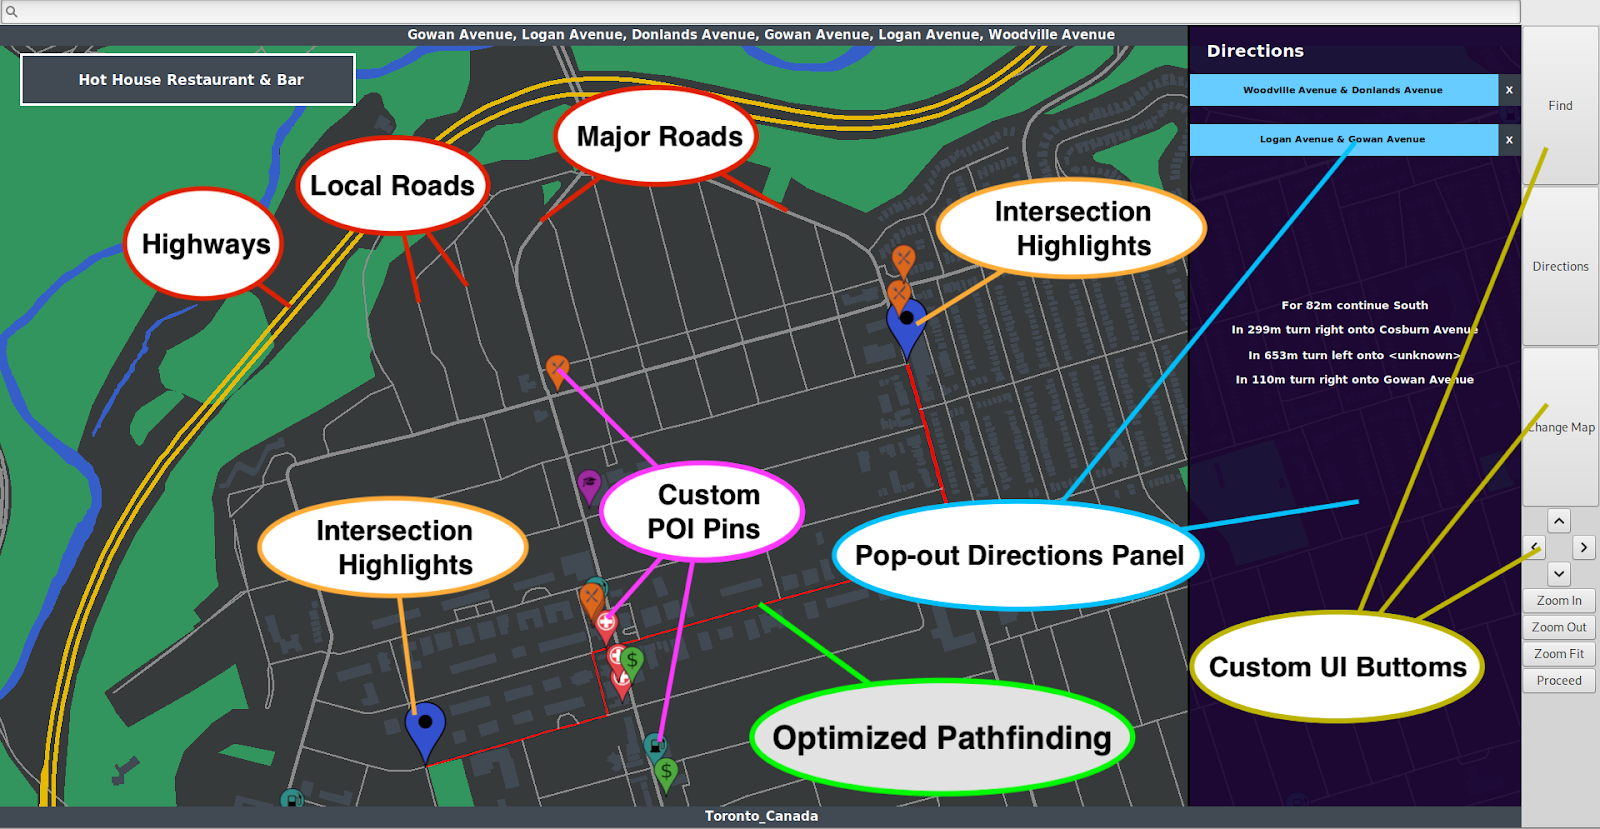 Gowan Avenue, Logan Avenue, Donlands Avenue, Gowan Avenue, Logan Avenue, Woodville Avenue
Hot House Restaurant & Bar
Directions
Woodville Avenue & Donlands Avenue
X
Logan Avenue & Gowan Avenue
X
Find
Major Roads
Local Roads
Highways
Intersection
Highlights
Directions
For 82m continue South
In 299m turn right onto Cosburn Avenue
In 653m turn left onto <unknown>
In 110m turn right onto Gowan Avenue
Change Map
Custom
POI Pins
Intersection
Highlights
Pop-out Directions Panel
$
$
Zoom In
Zoom Out
Zoom Fit
Proceed
Custom UI Buttoms
Optimized Pathfinding
Toronto_Canada